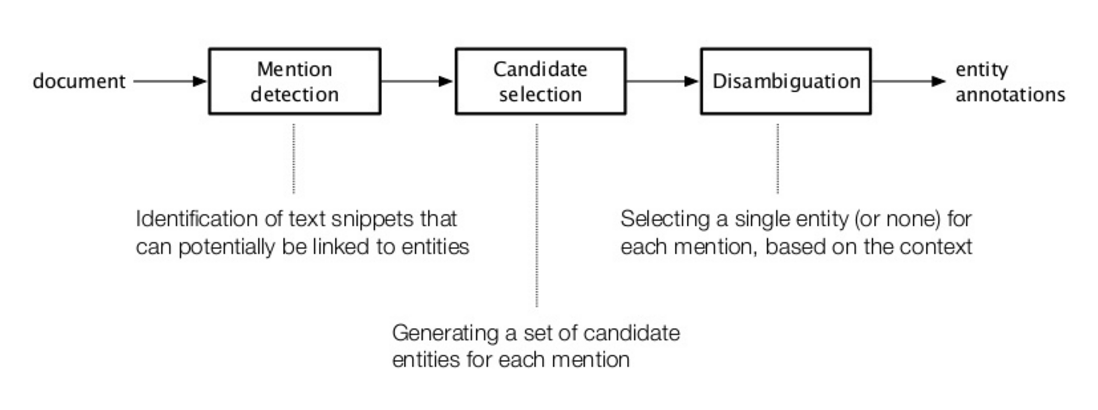 document
Mention
detection
Candidate
selection
Disambiguation
entity
annotations
Identification of text snippets that
can potentially be linked to entities
Selecting a single entity (or none) for
each mention, based on the context
Generating a set of candidate
entities for each mention